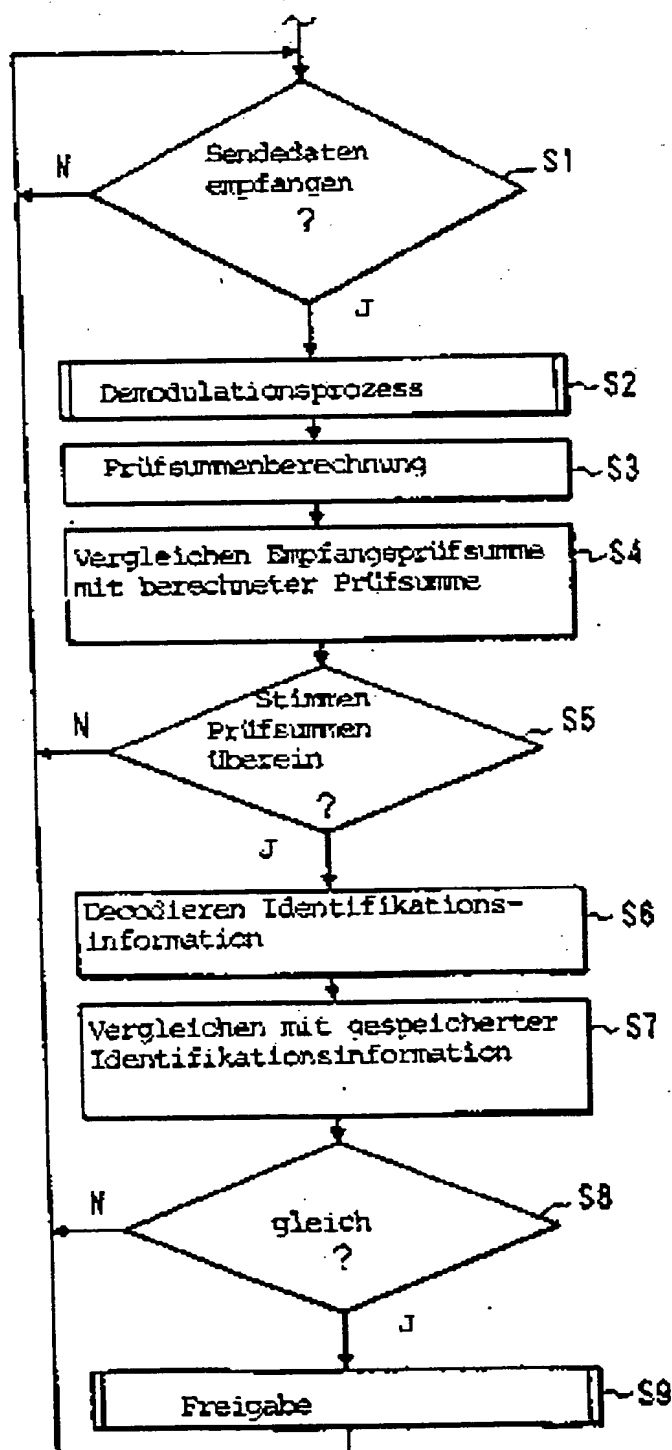 Sendedaten
empfangen
?
N
S1
J
Demodulationsprozess
S2
Prüfsummenberechnung
S3
Vergleichen Empfangsprüfsumme
mit berechneter Prüfsumme
S4
Stimmen
Prüfsummen
überein
?
N
S5
J
Decodieren Identifikations-
information
S6
Vergleichen mit gespeicherter
Identifikationsinformation
S7
gleich
?
N
S8
J
Freigabe
S9